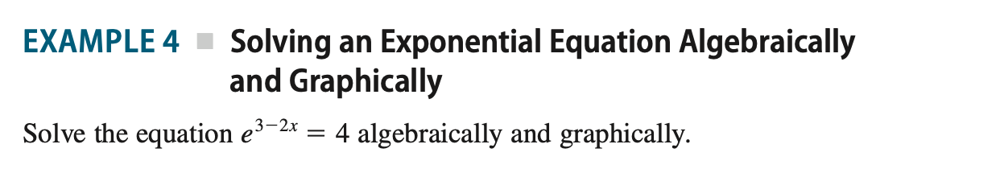 EXAMPLE 4 ■ Solving an Exponential Equation Algebraically
and Graphically
Solve the equation e^{3−2x} = 4 algebraically and graphically.